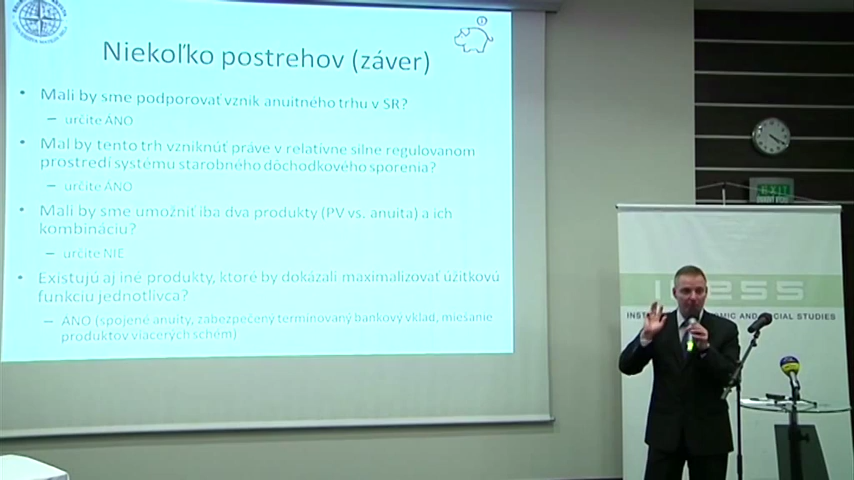 Niekoľko postrehov (záver)
• Mali by sme podporovať vznik anuitného trhu v SR?
– určite ÁNO
• Mal by tento trh vzniknúť práve v relatívne silne regulovanom
prostredí systému starobného dôchodkového sporenia?
– určite ÁNO
• Mali by sme umožniť iba dva produkty (PV vs. anuita) a ich
kombináciu?
– určite NIE
• Existujú aj iné produkty, ktoré by dokázali maximalizovať úžitkovú
funkciu jednotlivca?
– ÁNO (spojené anuity, zabezpečený termínovaný bankový vklad, miešanie
produktov viacerých schém)
EXIT
ESS
INST OMIC AND SOCIAL STUDIES